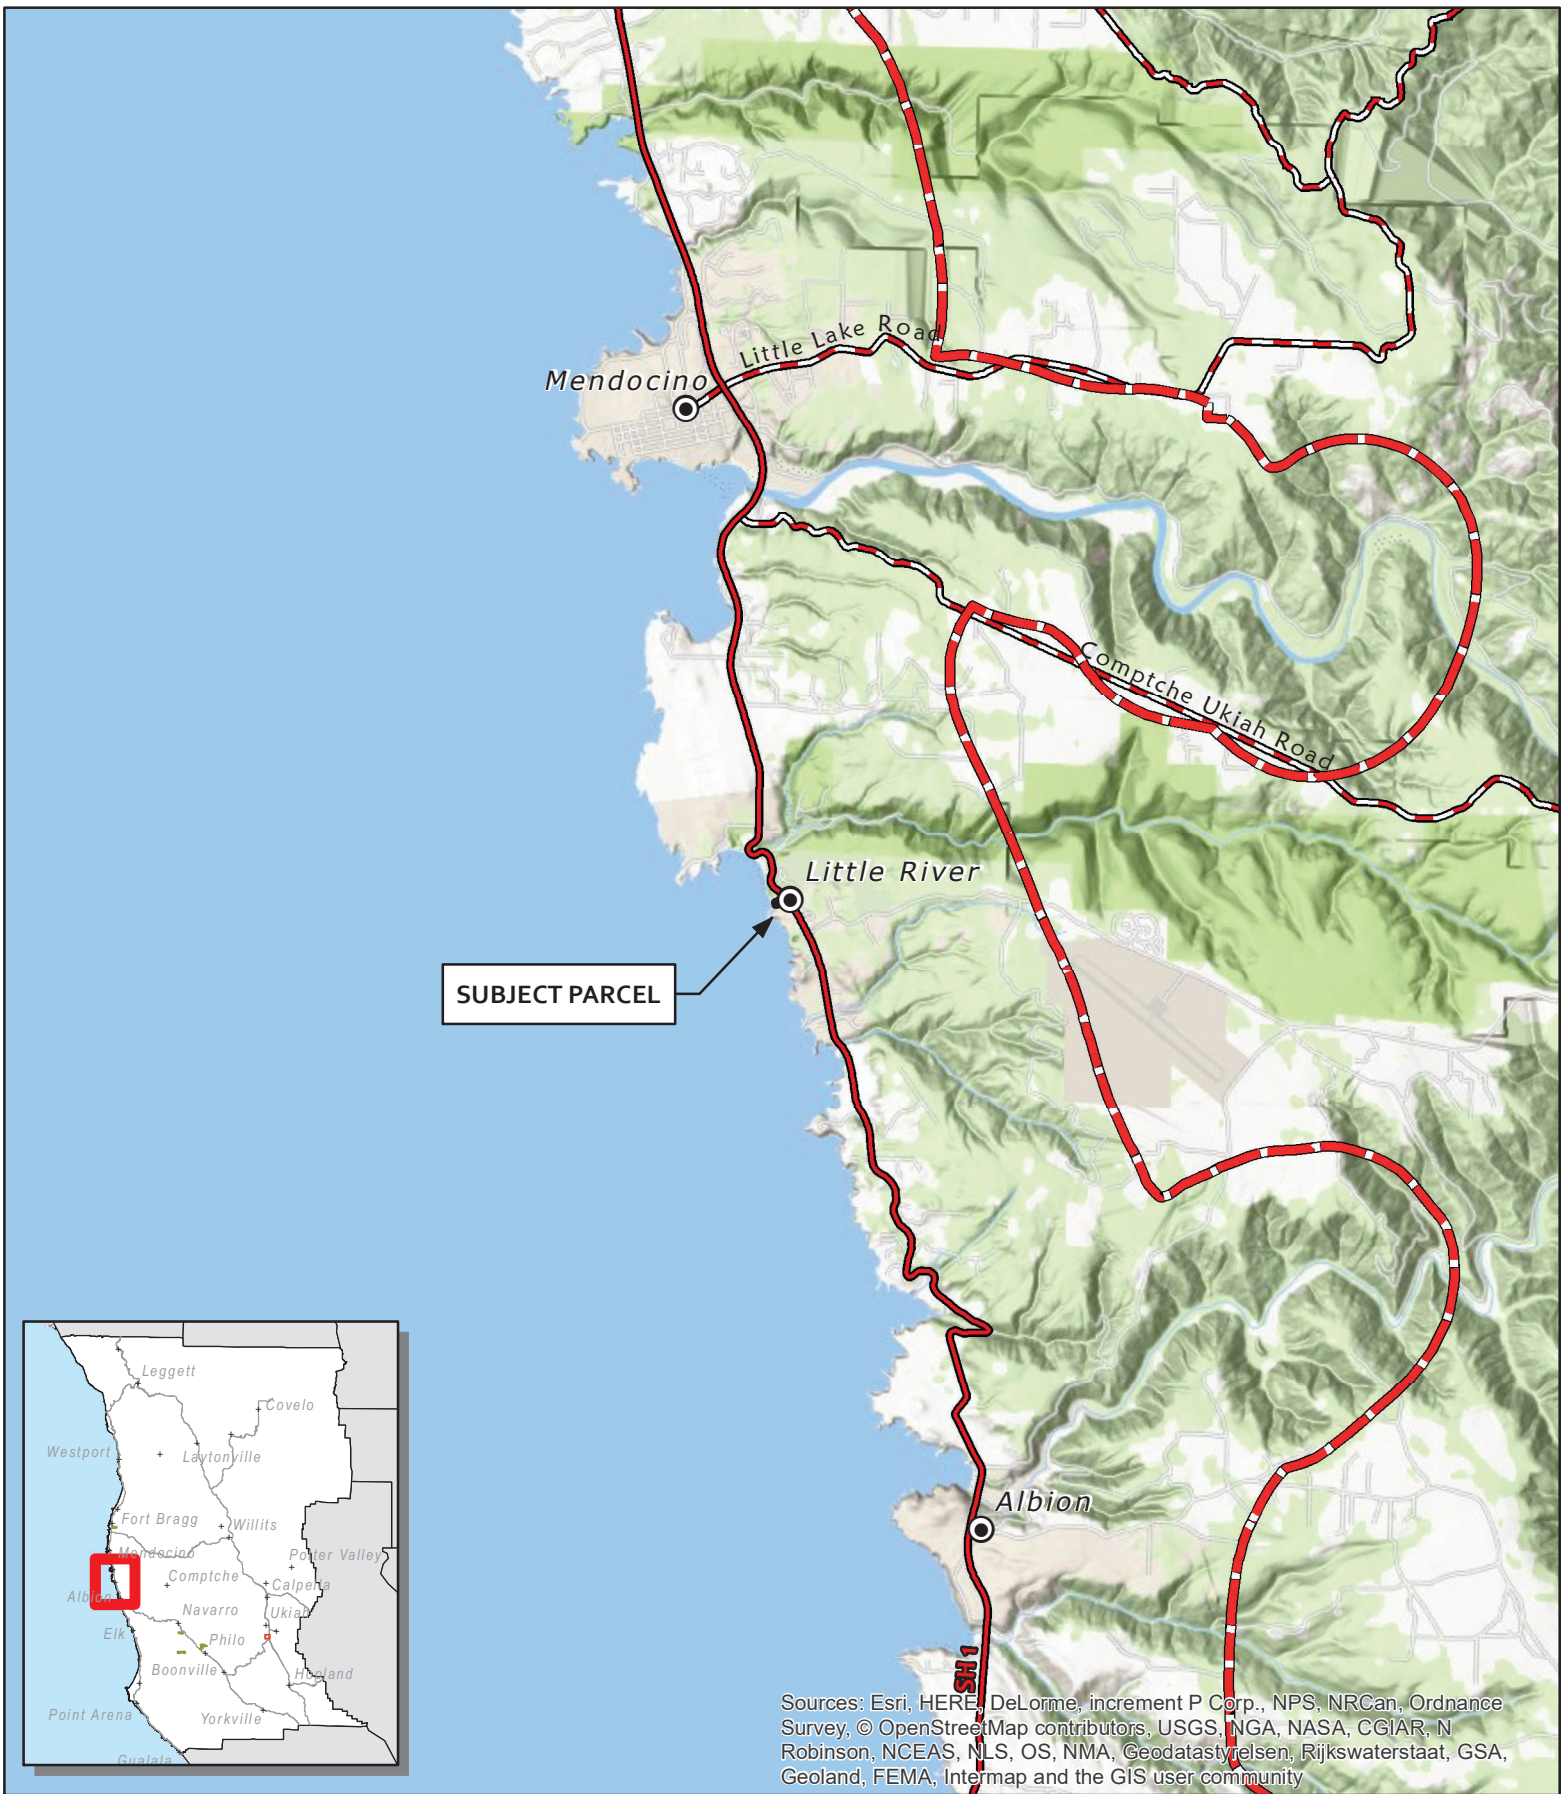 Little Lake Road
Mendocino
Comptche Ukiah Road
Little River
SUBJECT PARCEL
Albion
SH 1
Leggett
Covelo
Westport
Laytonville
Fort Bragg
Willits
Mendocino
Potter Valley
Comptche
Calpella
Albion
Navarro
Ukiah
Elk
Philo
Boonville
Hopland
Point Arena
Yorkville
Gualala
Sources: Esri, HERE, DeLorme, increment P Corp., NPS, NRCan, Ordnance
Survey, © OpenStreetMap contributors, USGS, NGA, NASA, CGIAR, N
Robinson, NCEAS, NLS, OS, NMA, Geodatastyrelsen, Rijkswaterstaat, GSA,
Geoland, FEMA, Intermap and the GIS user community